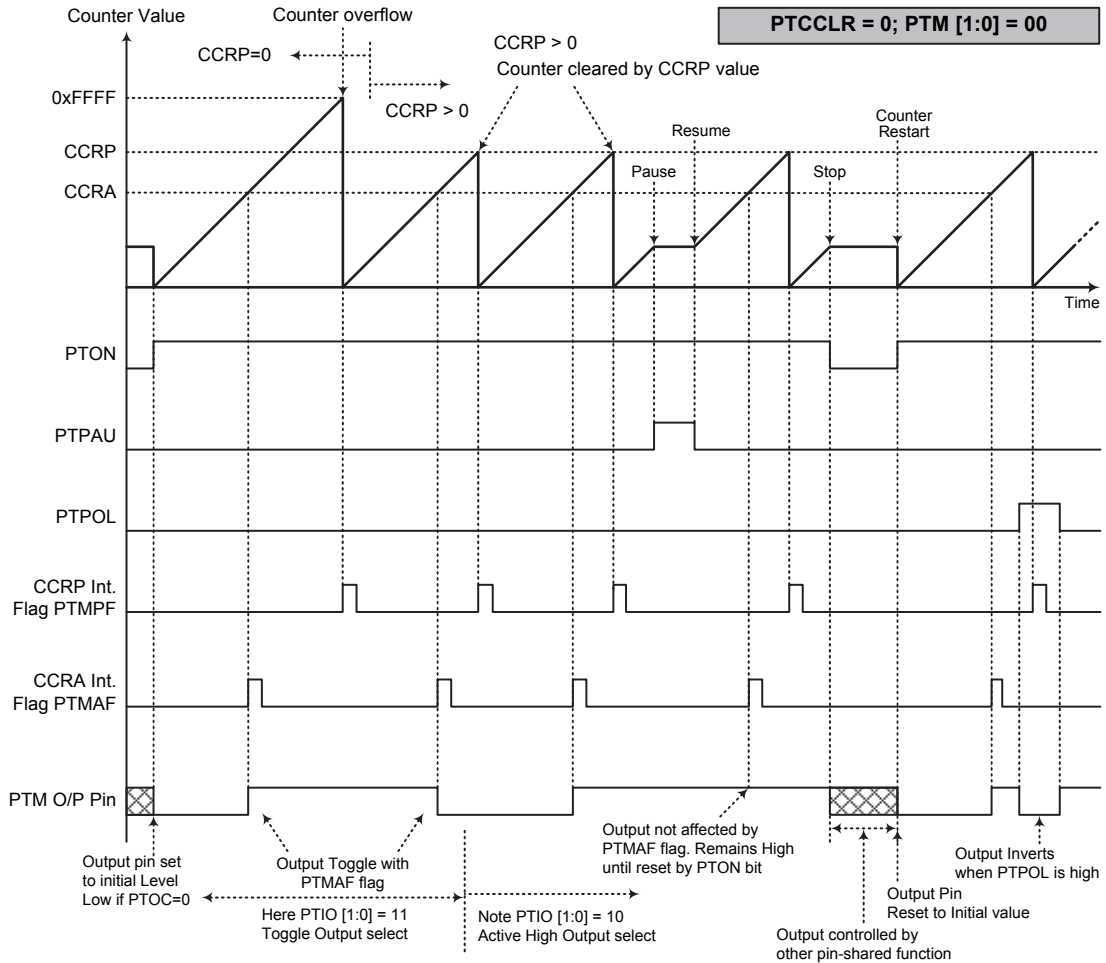 Counter Value
Counter overflow
PTCCLR = 0; PTM [1:0] = 00
CCRP=0
CCRP > 0
CCRP > 0
Counter cleared by CCRP value
0xFFFF
CCRP
CCRA
Pause
Resume
Stop
Counter
Restart
Time
PTON
PTPAU
PTPOL
CCRP Int.
Flag PTMPF
CCRA Int.
Flag PTMAF
PTM O/P Pin
Output pin set
to initial Level
Low if PTOC=0
Output Toggle with
PTMAF flag
Here PTIO [1:0] = 11
Toggle Output select
Note PTIO [1:0] = 10
Active High Output select
Output not affected by
PTMAF flag. Remains High
until reset by PTON bit
Output controlled by
other pin-shared function
Output Pin
Reset to Initial value
Output Inverts
when PTPOL is high